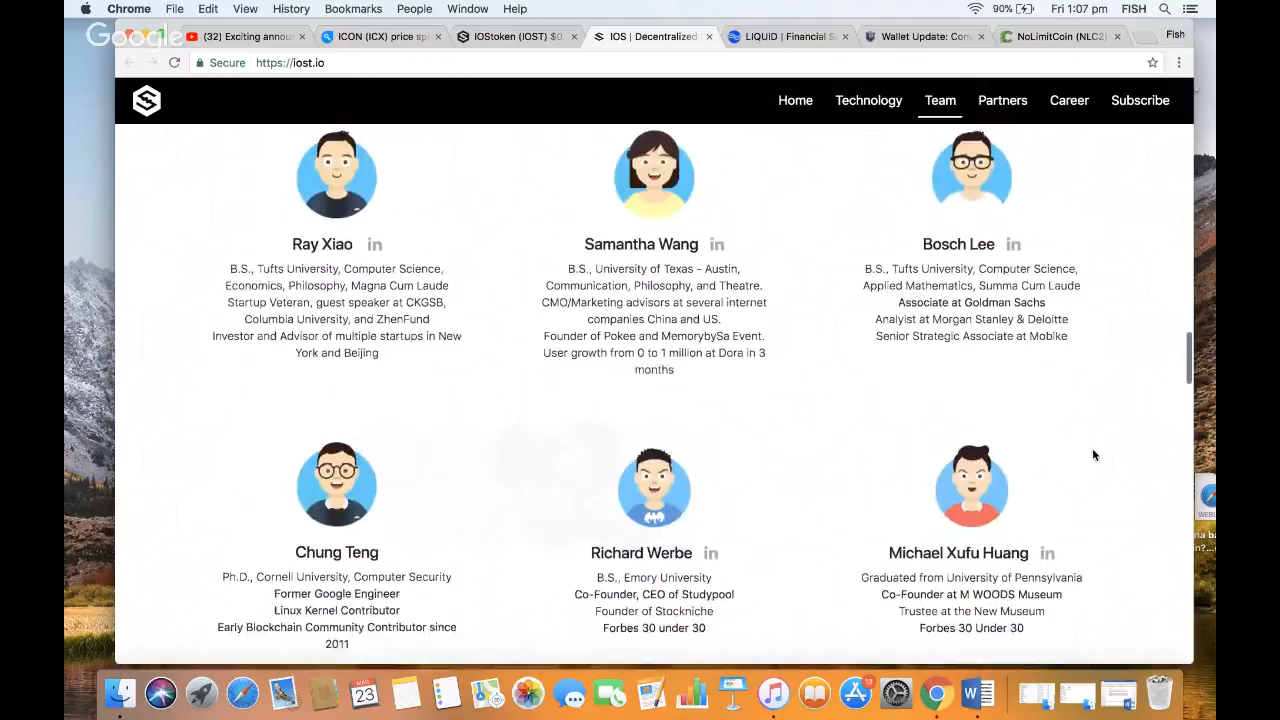 Chrome File Edit View History Bookmarks People Window Help 90% Fri 1:07 pm FISH
Google
(32) Exciting annou
ICON (ICX) price spi
IOStoken (IOST) (IOS
IOS | Decentralized
LIQUID | Financial S
Wallet Update: Conv
NoLimitCoin (NLC2)
Fish
Secure https://iost.io
Home Technology Team Partners Career Subscribe
Ray Xiao in
B.S., Tufts University, Computer Science,
Economics, Philosophy, Magna Cum Laude
Startup Veteran, guest speaker at CKGSB,
Columbia University, and ZhenFund
Investor and Advisor of multiple startups in New
York and Beijing
Samantha Wang in
B.S., University of Texas - Austin,
Communication, Philosophy, and Theatre.
CMO/Marketing advisors at several internet
companies China and US.
Founder of Pokee and MemorybySa Event.
User growth from 0 to 1 million at Dora in 3
months
Bosch Lee in
B.S., Tufts University, Computer Science,
Applied Mathematics, Summa Cum Laude
Associate at Goldman Sachs
Analyist at Morgan Stanley & Deloitte
Senior Strategic Associate at Mobike
Chung Teng
Ph.D., Cornell University, Computer Security
Former Google Engineer
Linux Kernel Contributor
Early Blockchain Community Contributor since
2011
Richard Werbe in
B.S., Emory University
Co-Founder, CEO of Studypool
Founder of Stockniche
Forbes 30 under 30
Michael Xufu Huang in
Graduated from University of Pennsylvania
Co-Founder at M WOODS Museum
Trustee at the New Museum
Forbes 30 Under 30
23
W